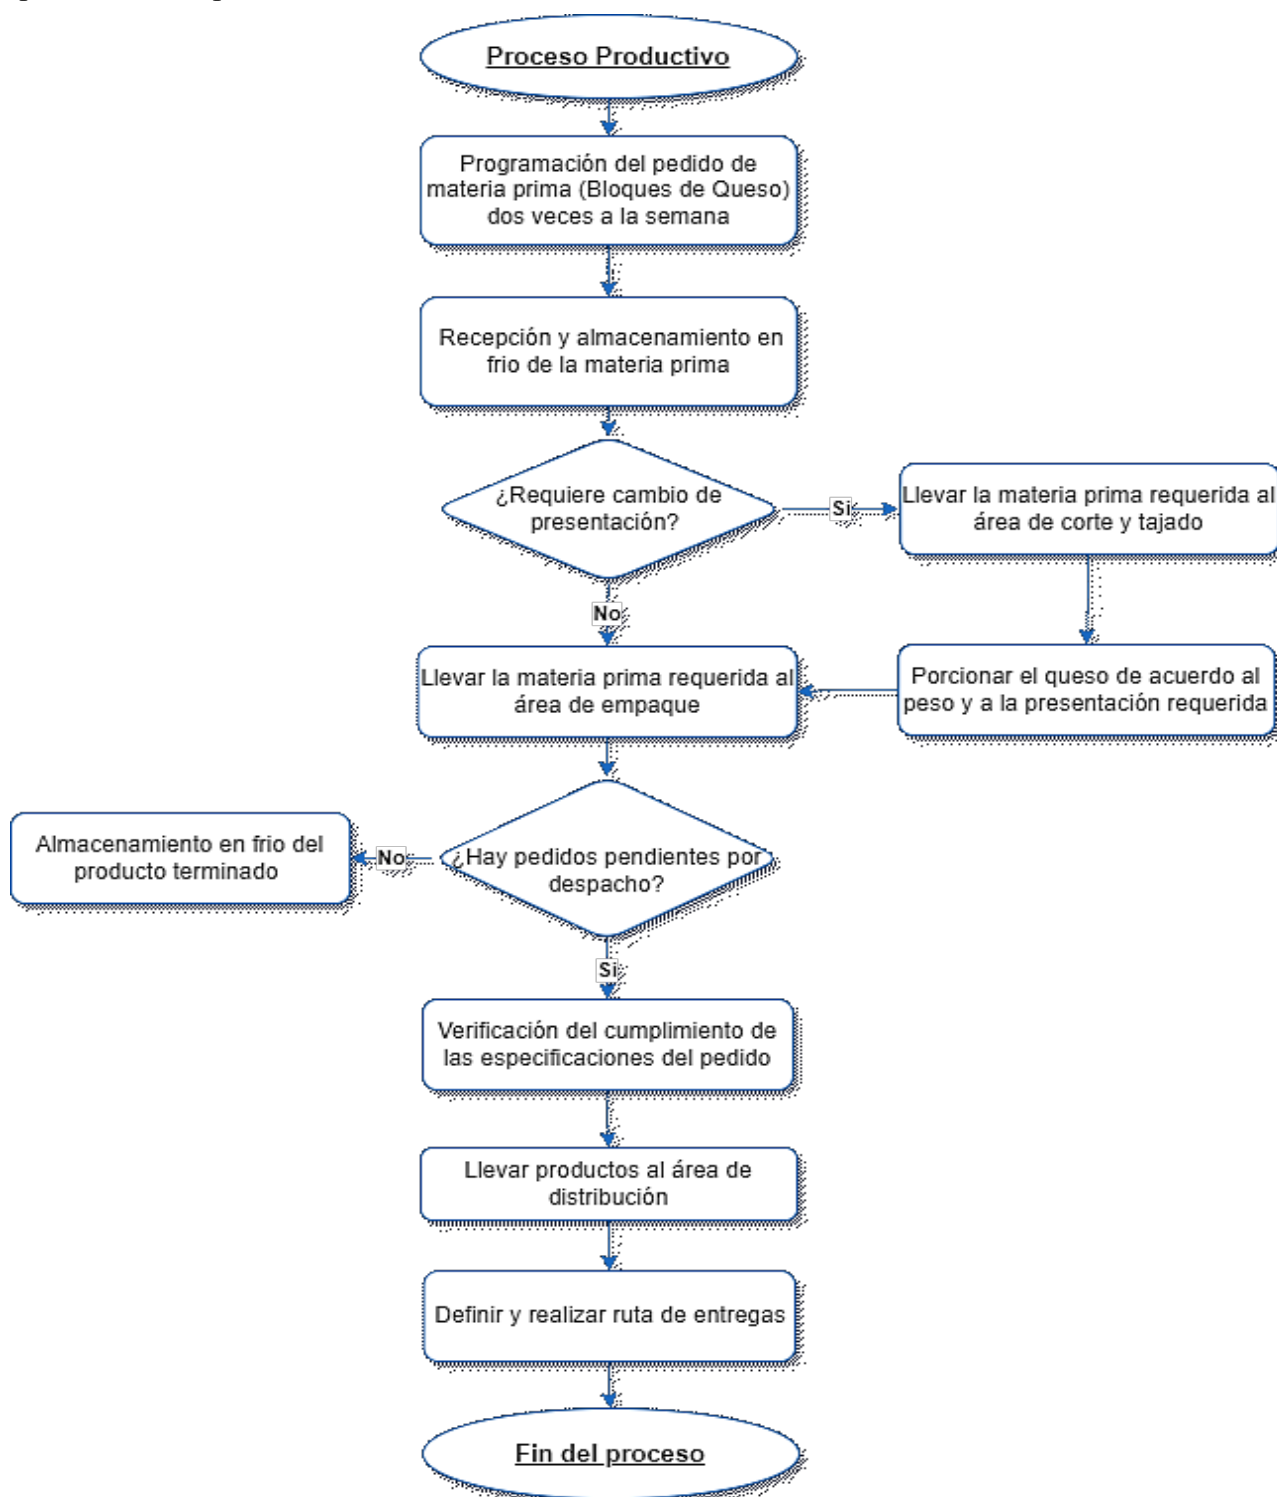 Proceso Productivo
Programación del pedido de
materia prima (Bloques de Queso)
dos veces a la semana
Recepción y almacenamiento en
frio de la materia prima
¿Requiere cambio de
presentación?
Si
Llevar la materia prima requerida al
área de corte y tajado
No
Llevar la materia prima requerida al
área de empaque
Porcionar el queso de acuerdo al
peso y a la presentación requerida
Almacenamiento en frio del
producto terminado
No
¿Hay pedidos pendientes por
despacho?
Si
Verificación del cumplimiento de
las especificaciones del pedido
Llevar productos al área de
distribución
Definir y realizar ruta de entregas
Fin del proceso